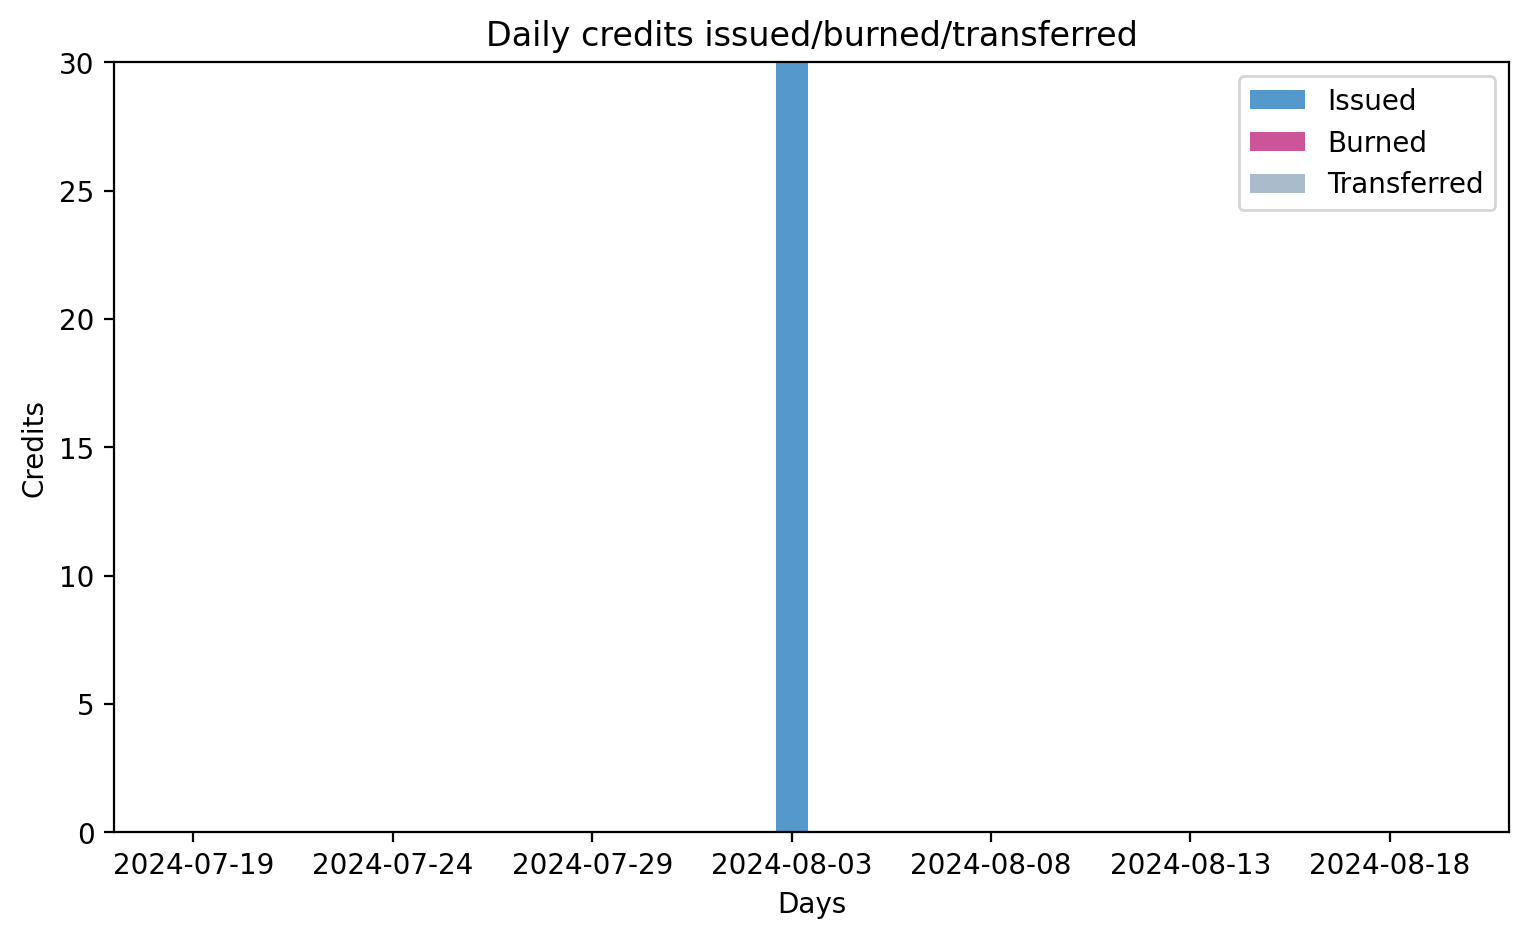 Daily credits issued/burned/transferred
30
25
20
15
10
5
0
Credits
Issued
Burned
Transferred
2024-07-19 2024-07-24 2024-07-29 2024-08-03 2024-08-08 2024-08-13 2024-08-18
Days